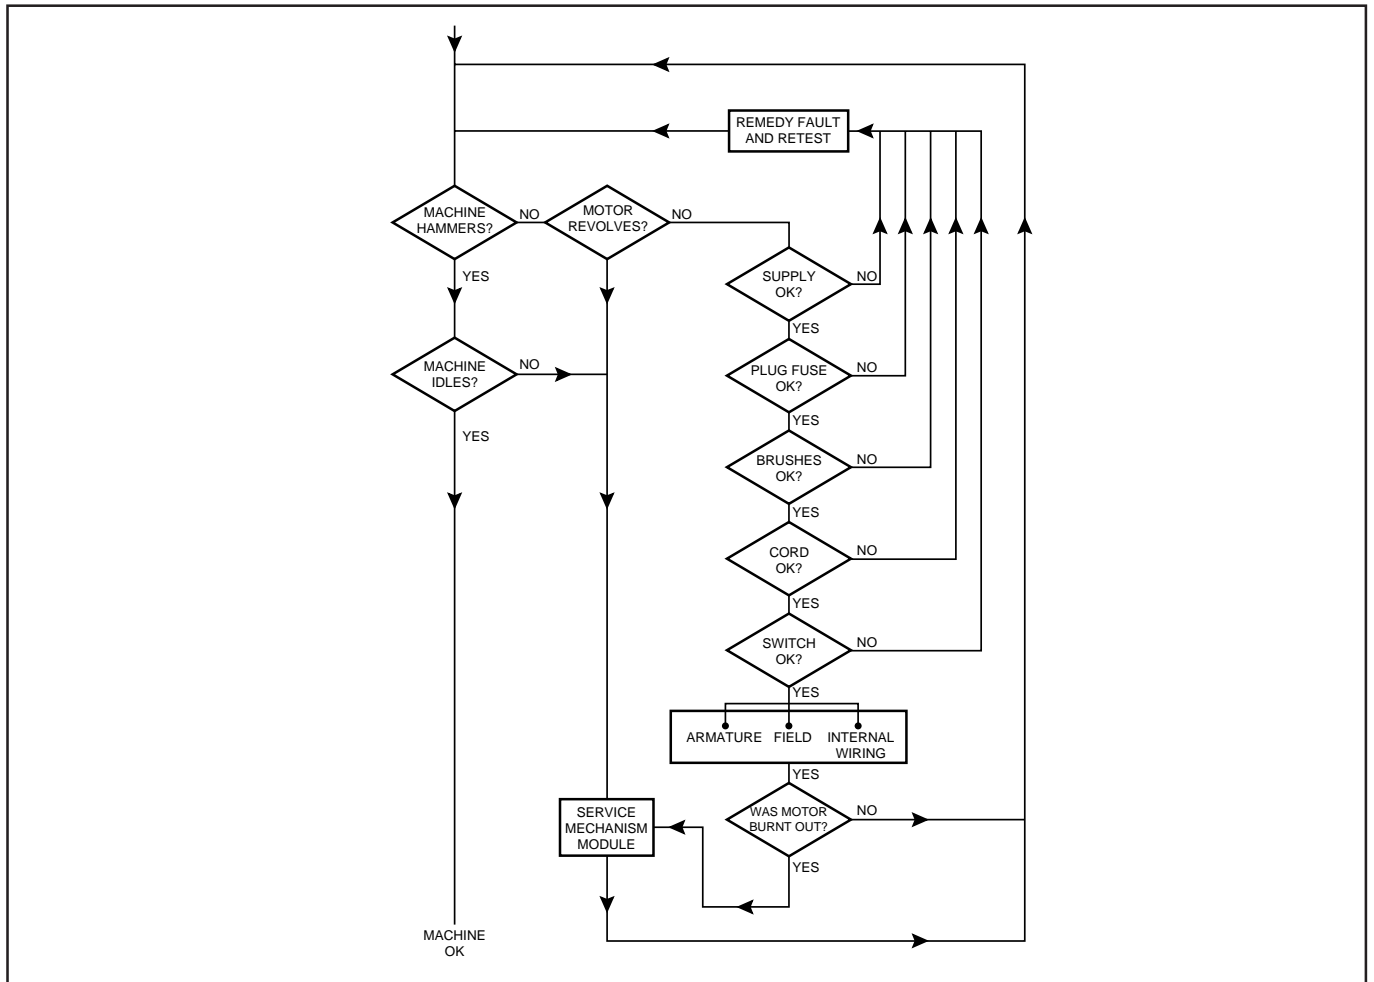 REMEDY FAULT
AND RETEST
MACHINE
HAMMERS?
NO
MOTOR
REVOLVES?
NO
YES
SUPPLY
OK?
NO
YES
MACHINE
IDLES?
NO
PLUG FUSE
OK?
NO
YES
YES
BRUSHES
OK?
NO
YES
CORD
OK?
NO
YES
SWITCH
OK?
NO
YES
ARMATURE
FIELD
INTERNAL
WIRING
YES
SERVICE
MECHANISM
MODULE
WAS MOTOR
BURNT OUT?
NO
YES
MACHINE
OK